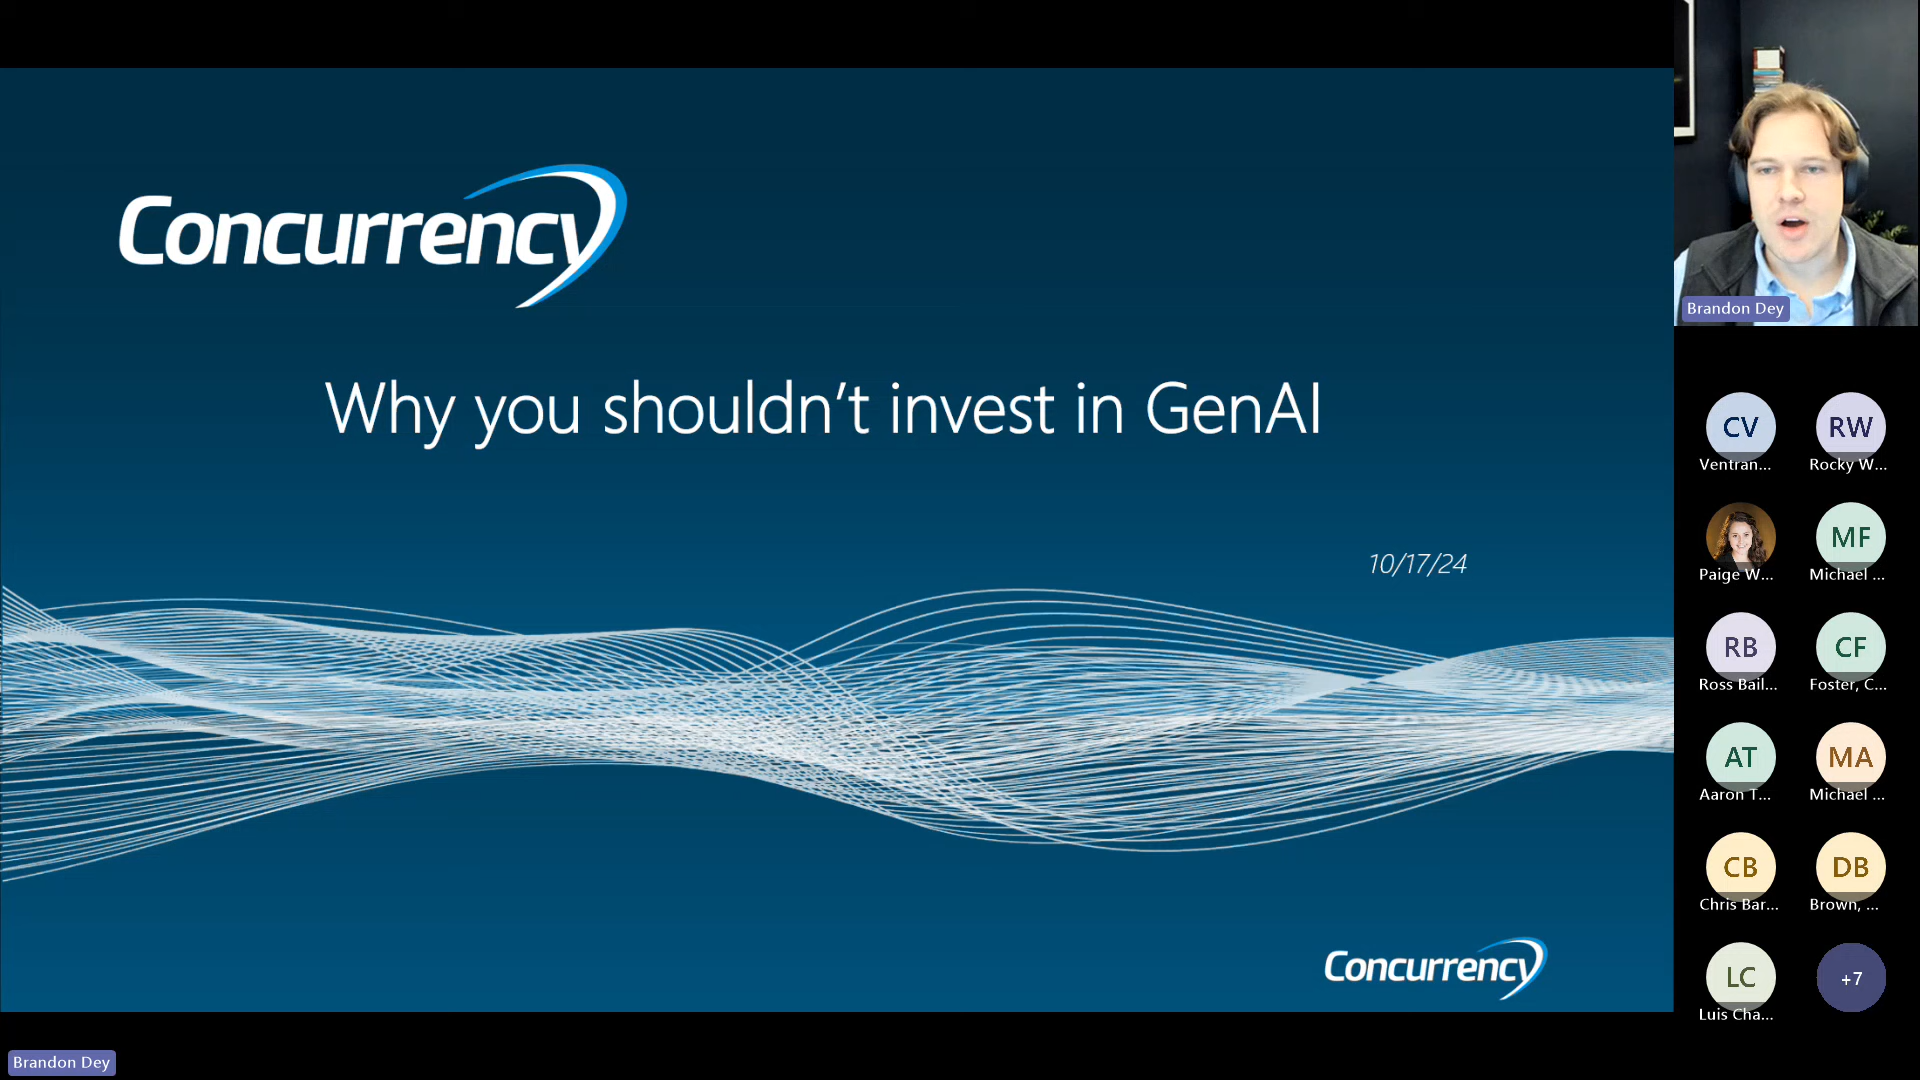 Concurrency
Why you shouldn't invest in GenAI
10/17/24
Concurrency
Brandon Dey
Brandon Dey
CV
Ventran...
RW
Rocky W...
Paige W...
MF
Michael ...
RB
Ross Bail...
CF
Foster, C...
AT
Aaron T...
MA
Michael ...
CB
Chris Bar...
DB
Brown, ...
LC
Luis Cha...
+7